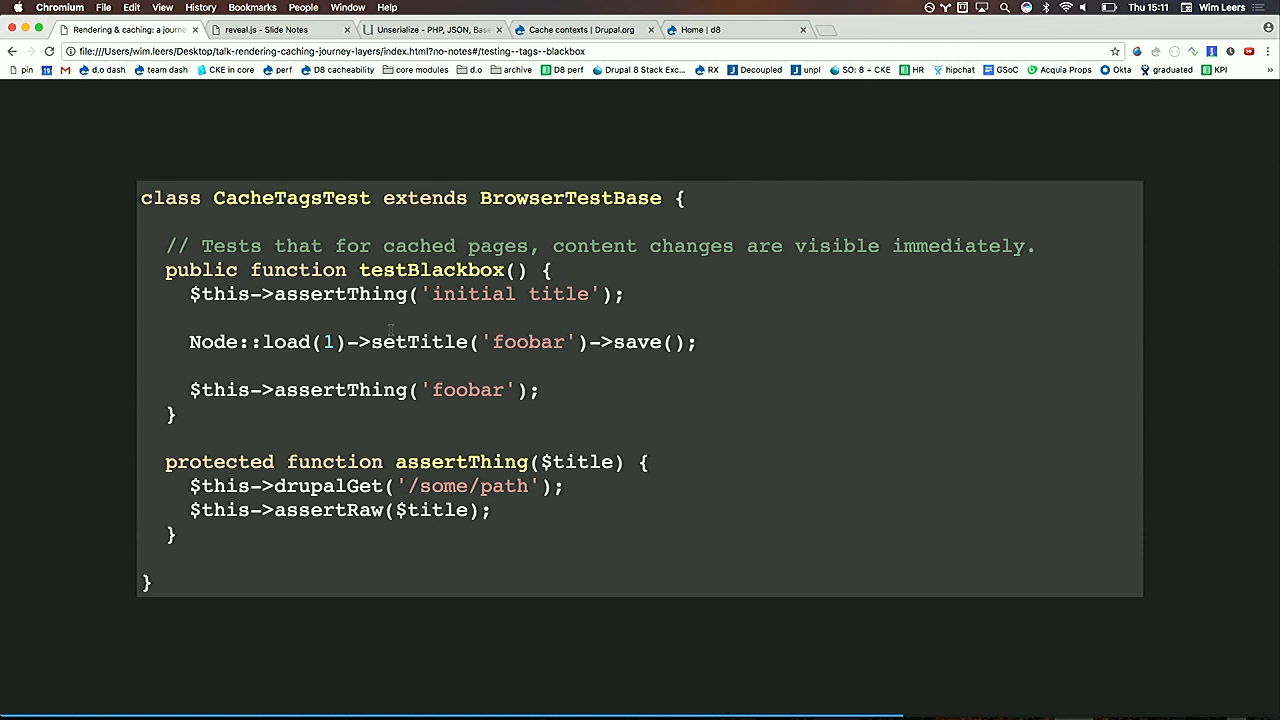 Chromium File Edit View History Bookmarks People Window Help Thu 15:11 Wim Leers
Rendering & caching: a journe reveal.js - Slide Notes Unserialize - PHP, JSON, Base Cache contexts | Drupal.org Home | d8
file:///Users/wim.leers/Desktop/talk-rendering-caching-journey-layers/index.html?no-notes#/testing--tags--blackbox
pin 19 d.o dash team dash CKE in core perf D8 cacheability core modules d.o archive D8 perf Drupal 8 Stack Exc... RX Decoupled unpl SO: 8 + CKE HR hipchat GSoC Acquia Props Okta graduated KPI »
class CacheTagsTest extends BrowserTestBase {
// Tests that for cached pages, content changes are visible immediately.
public function testBlackbox() {
$this->assertThing('initial title');
Node::load(1)->setTitle('foobar')->save();
$this->assertThing('foobar');
}
protected function assertThing($title) {
$this->drupalGet('/some/path');
$this->assertRaw($title);
}
}